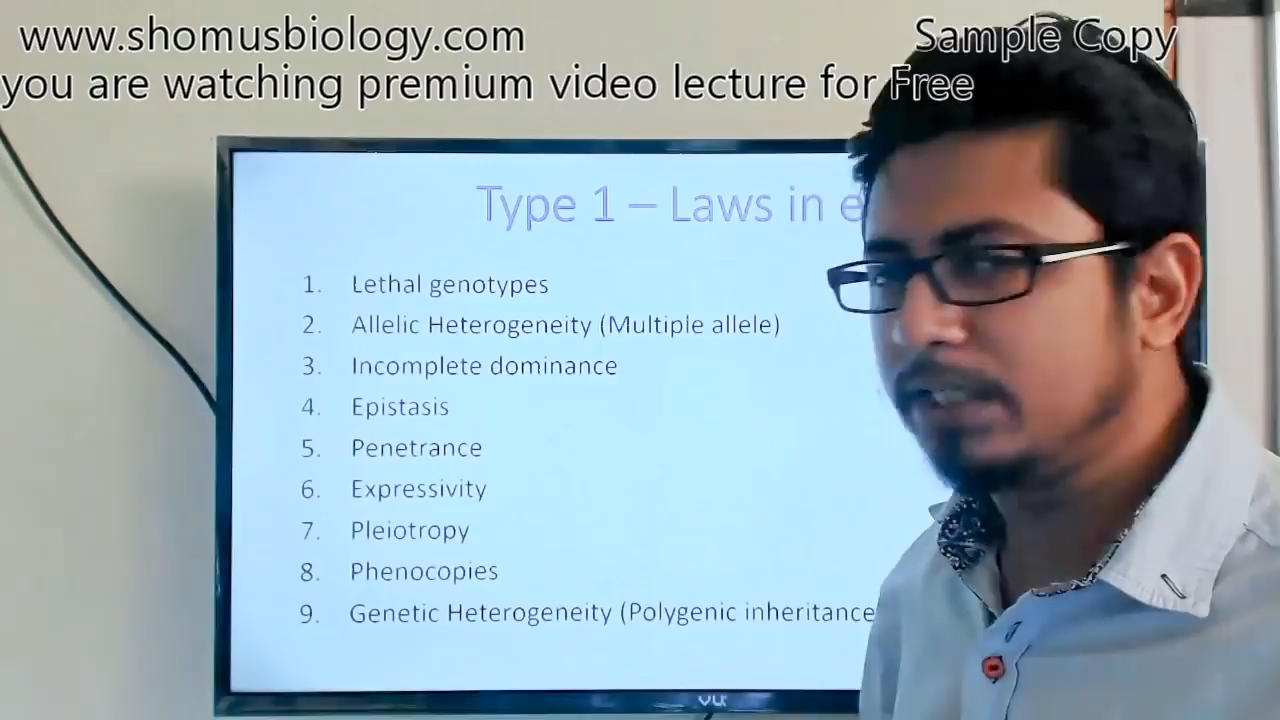 www.shomusbiology.com
Sample Copy
you are watching premium video lecture for Free
Type 1 – Laws in
1. Lethal genotypes
2. Allelic Heterogeneity (Multiple allele)
3. Incomplete dominance
4. Epistasis
5. Penetrance
6. Expressivity
7. Pleiotropy
8. Phenocopies
9. Genetic Heterogeneity (Polygenic inheritance